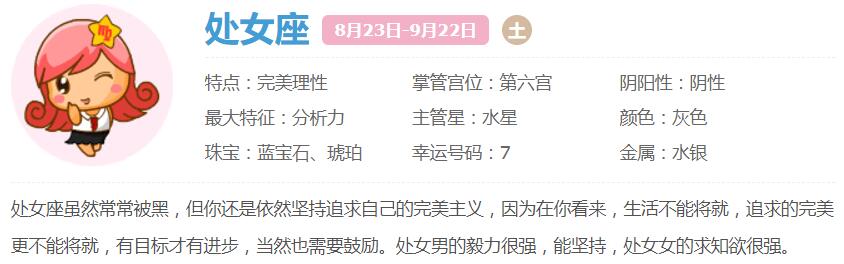 处女座 8月23日-9月22日 土
特点：完美理性 掌管宫位：第六宫 阴阳性：阴性
最大特征：分析力 主管星：水星 颜色：灰色
珠宝：蓝宝石、琥珀 幸运号码：7 金属：水银
处女座虽然常常被黑，但你还是依然坚持追求自己的完美主义，因为在你看来，生活不能将就，追求的完美
更不能将就，有目标才有进步，当然也需要鼓励。处女男的毅力很强，能坚持，处女女的求知欲很强。